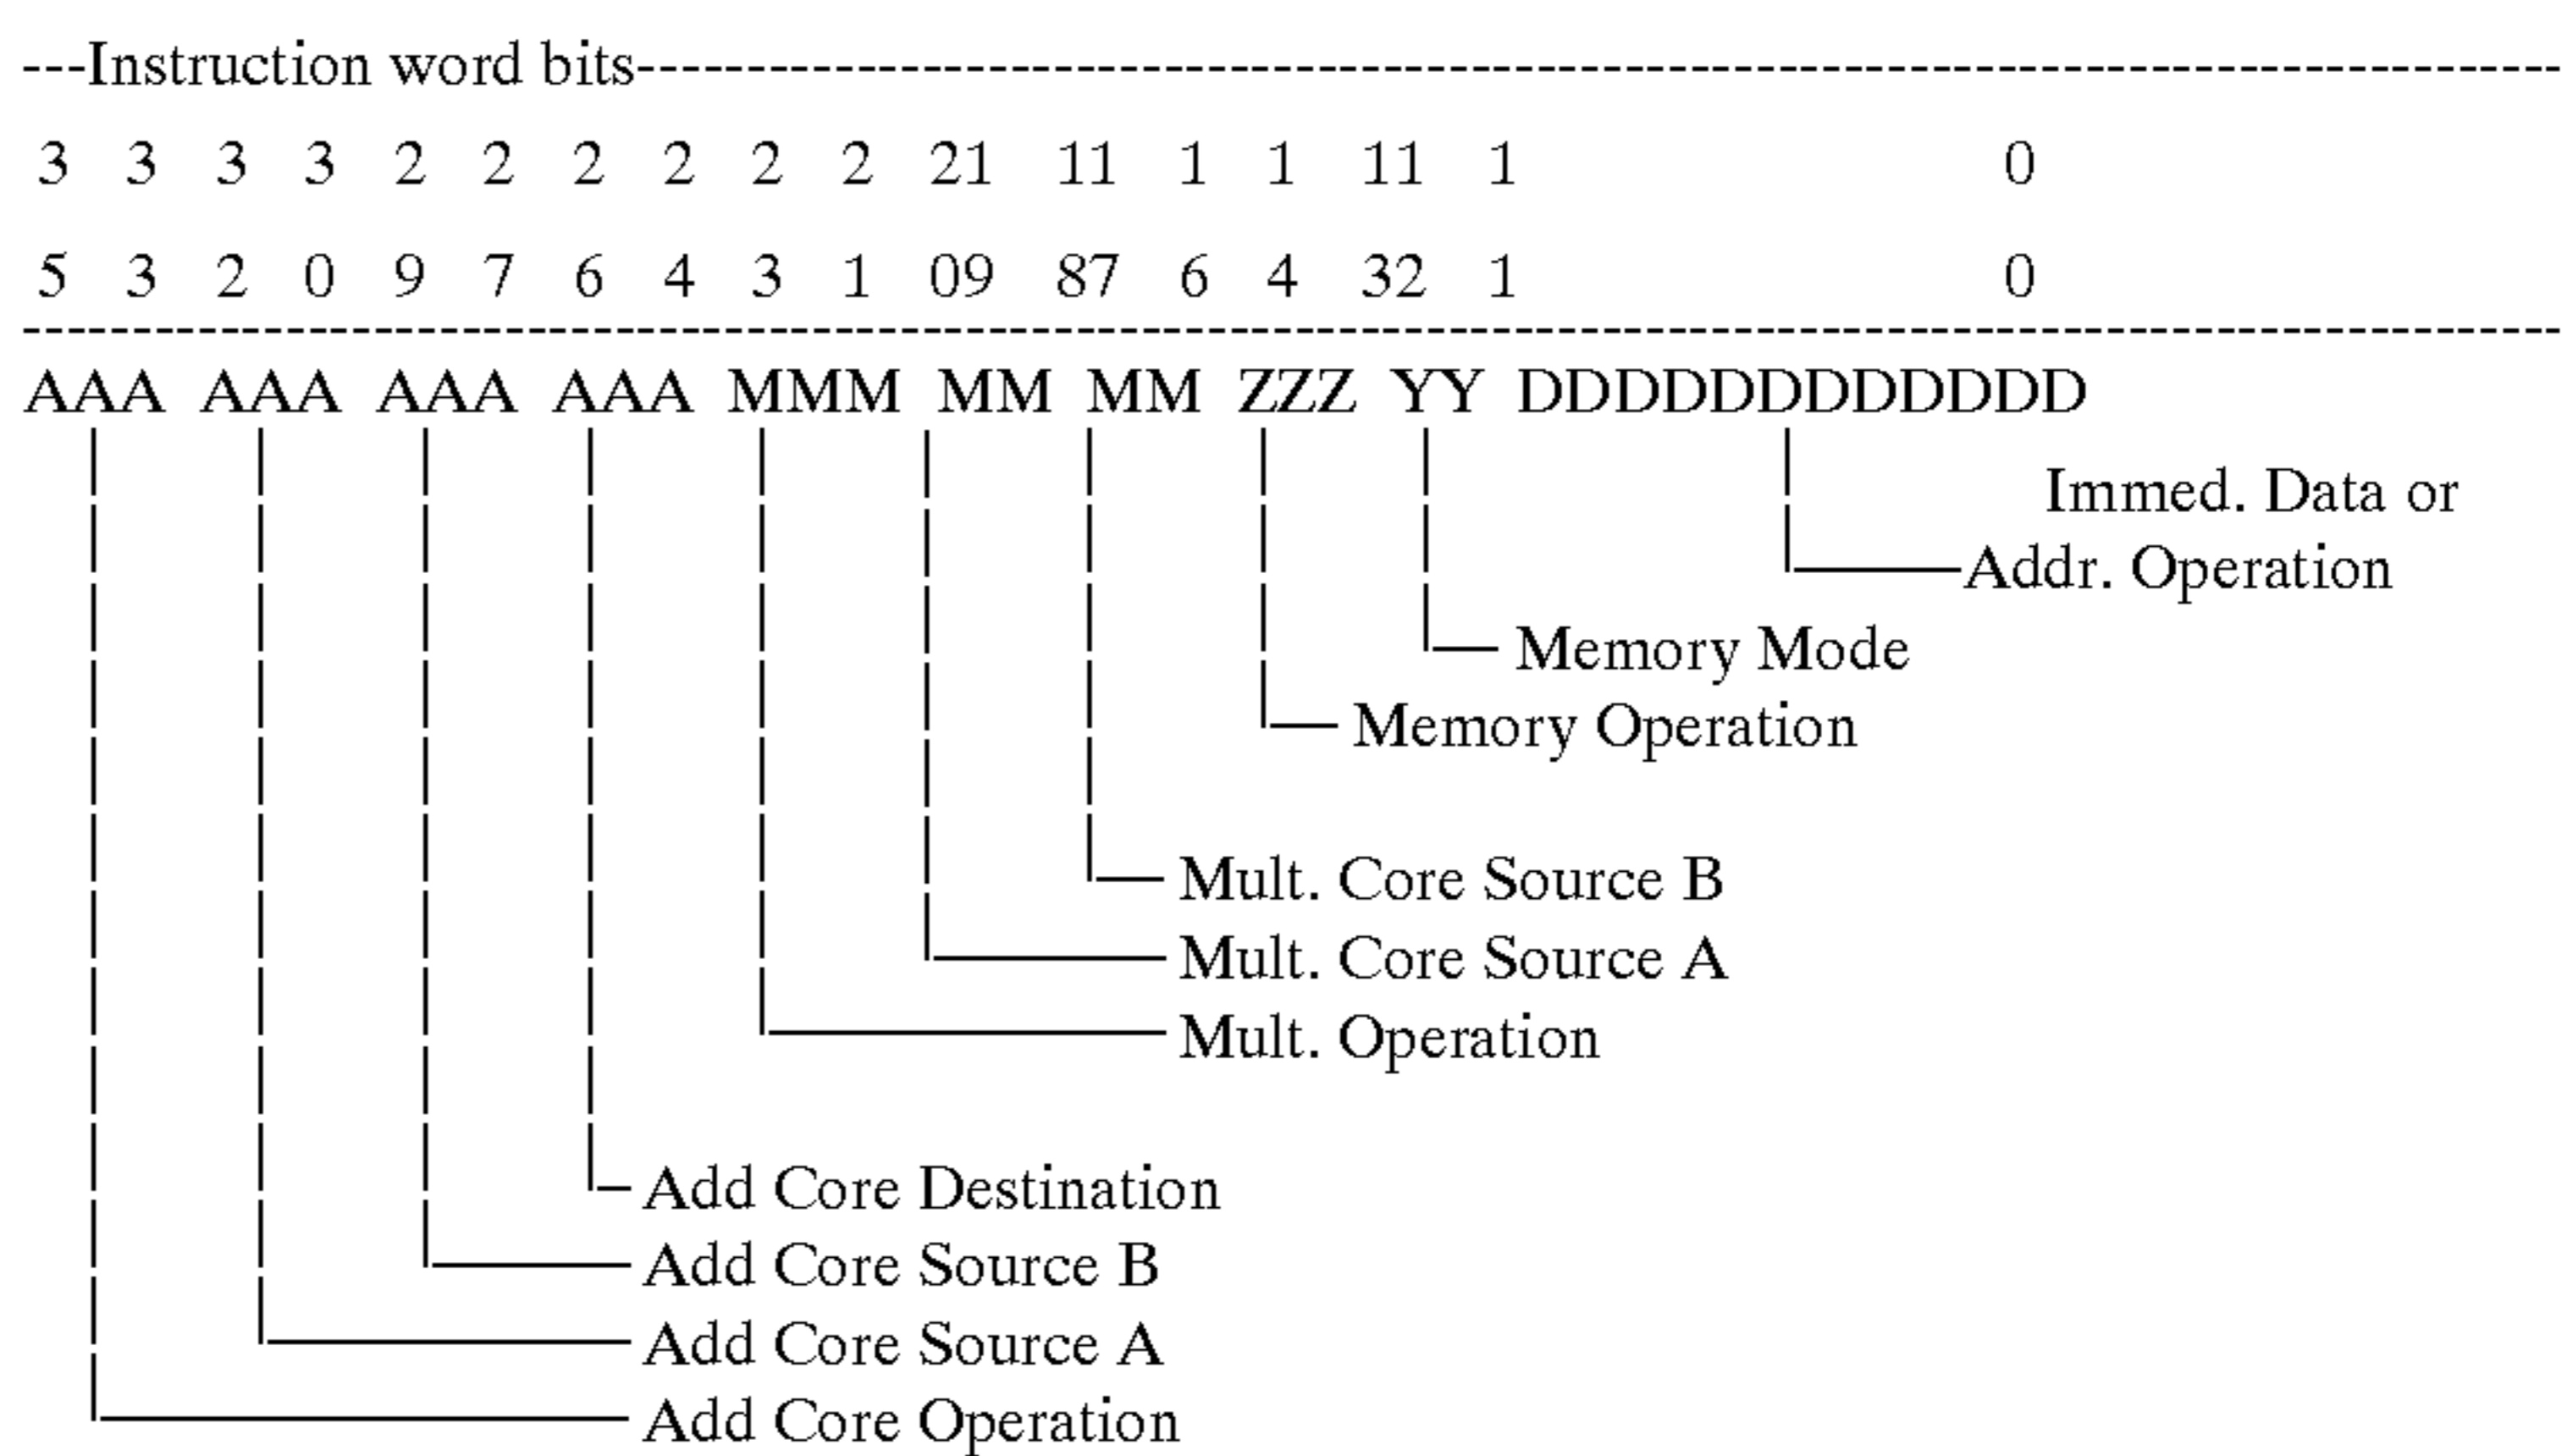 ---Instruction word bits---
3 3 3 3 2 2 2 2 2 2 21 11 1 1 11 1 0
5 3 2 0 9 7 6 4 3 1 09 87 6 4 32 1 0
AAA AAA AAA AAA MMM MM MM ZZZ YY DDDDDDDDDDDD
Immed. Data or
Addr. Operation
Memory Mode
Memory Operation
Mult. Core Source B
Mult. Core Source A
Mult. Operation
Add Core Destination
Add Core Source B
Add Core Source A
Add Core Operation